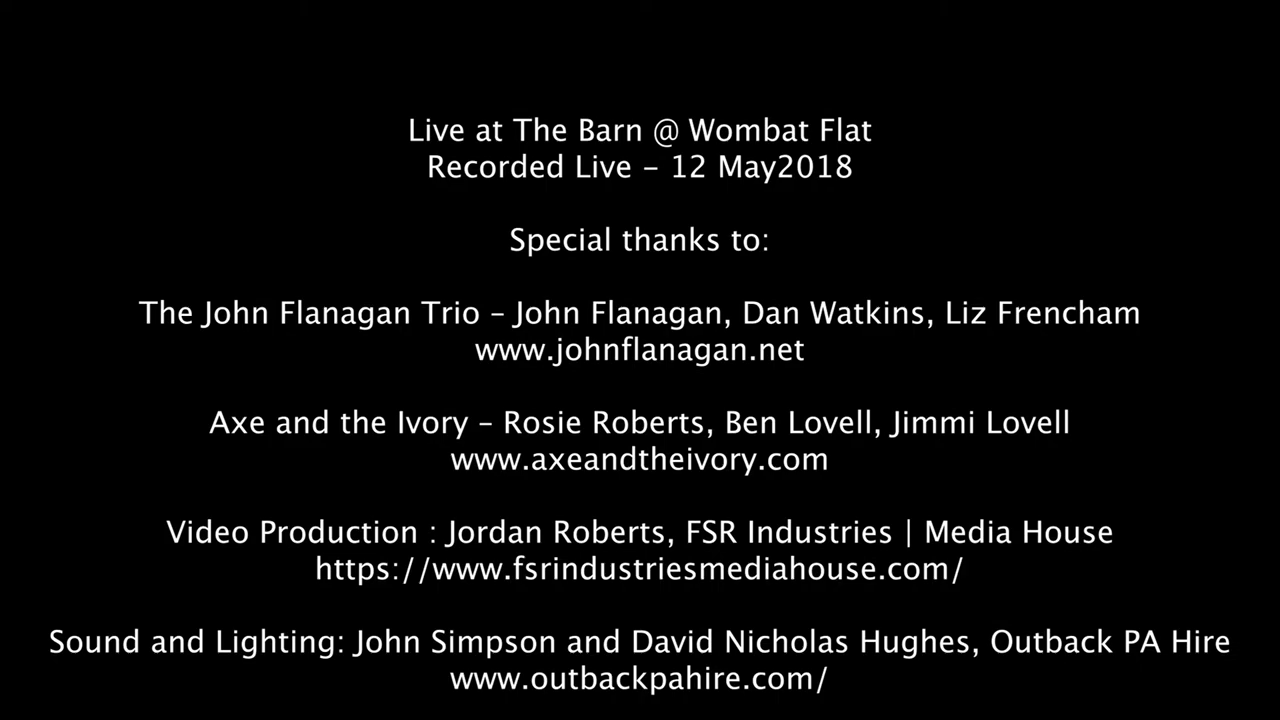 Live at The Barn @ Wombat Flat
Recorded Live – 12 May2018
Special thanks to:
The John Flanagan Trio – John Flanagan, Dan Watkins, Liz Frencham
www.johnflanagan.net
Axe and the Ivory – Rosie Roberts, Ben Lovell, Jimmi Lovell
www.axeandtheivory.com
Video Production : Jordan Roberts, FSR Industries | Media House
https://www.fsrindustriesmediahouse.com/
Sound and Lighting: John Simpson and David Nicholas Hughes, Outback PA Hire
www.outbackpahire.com/